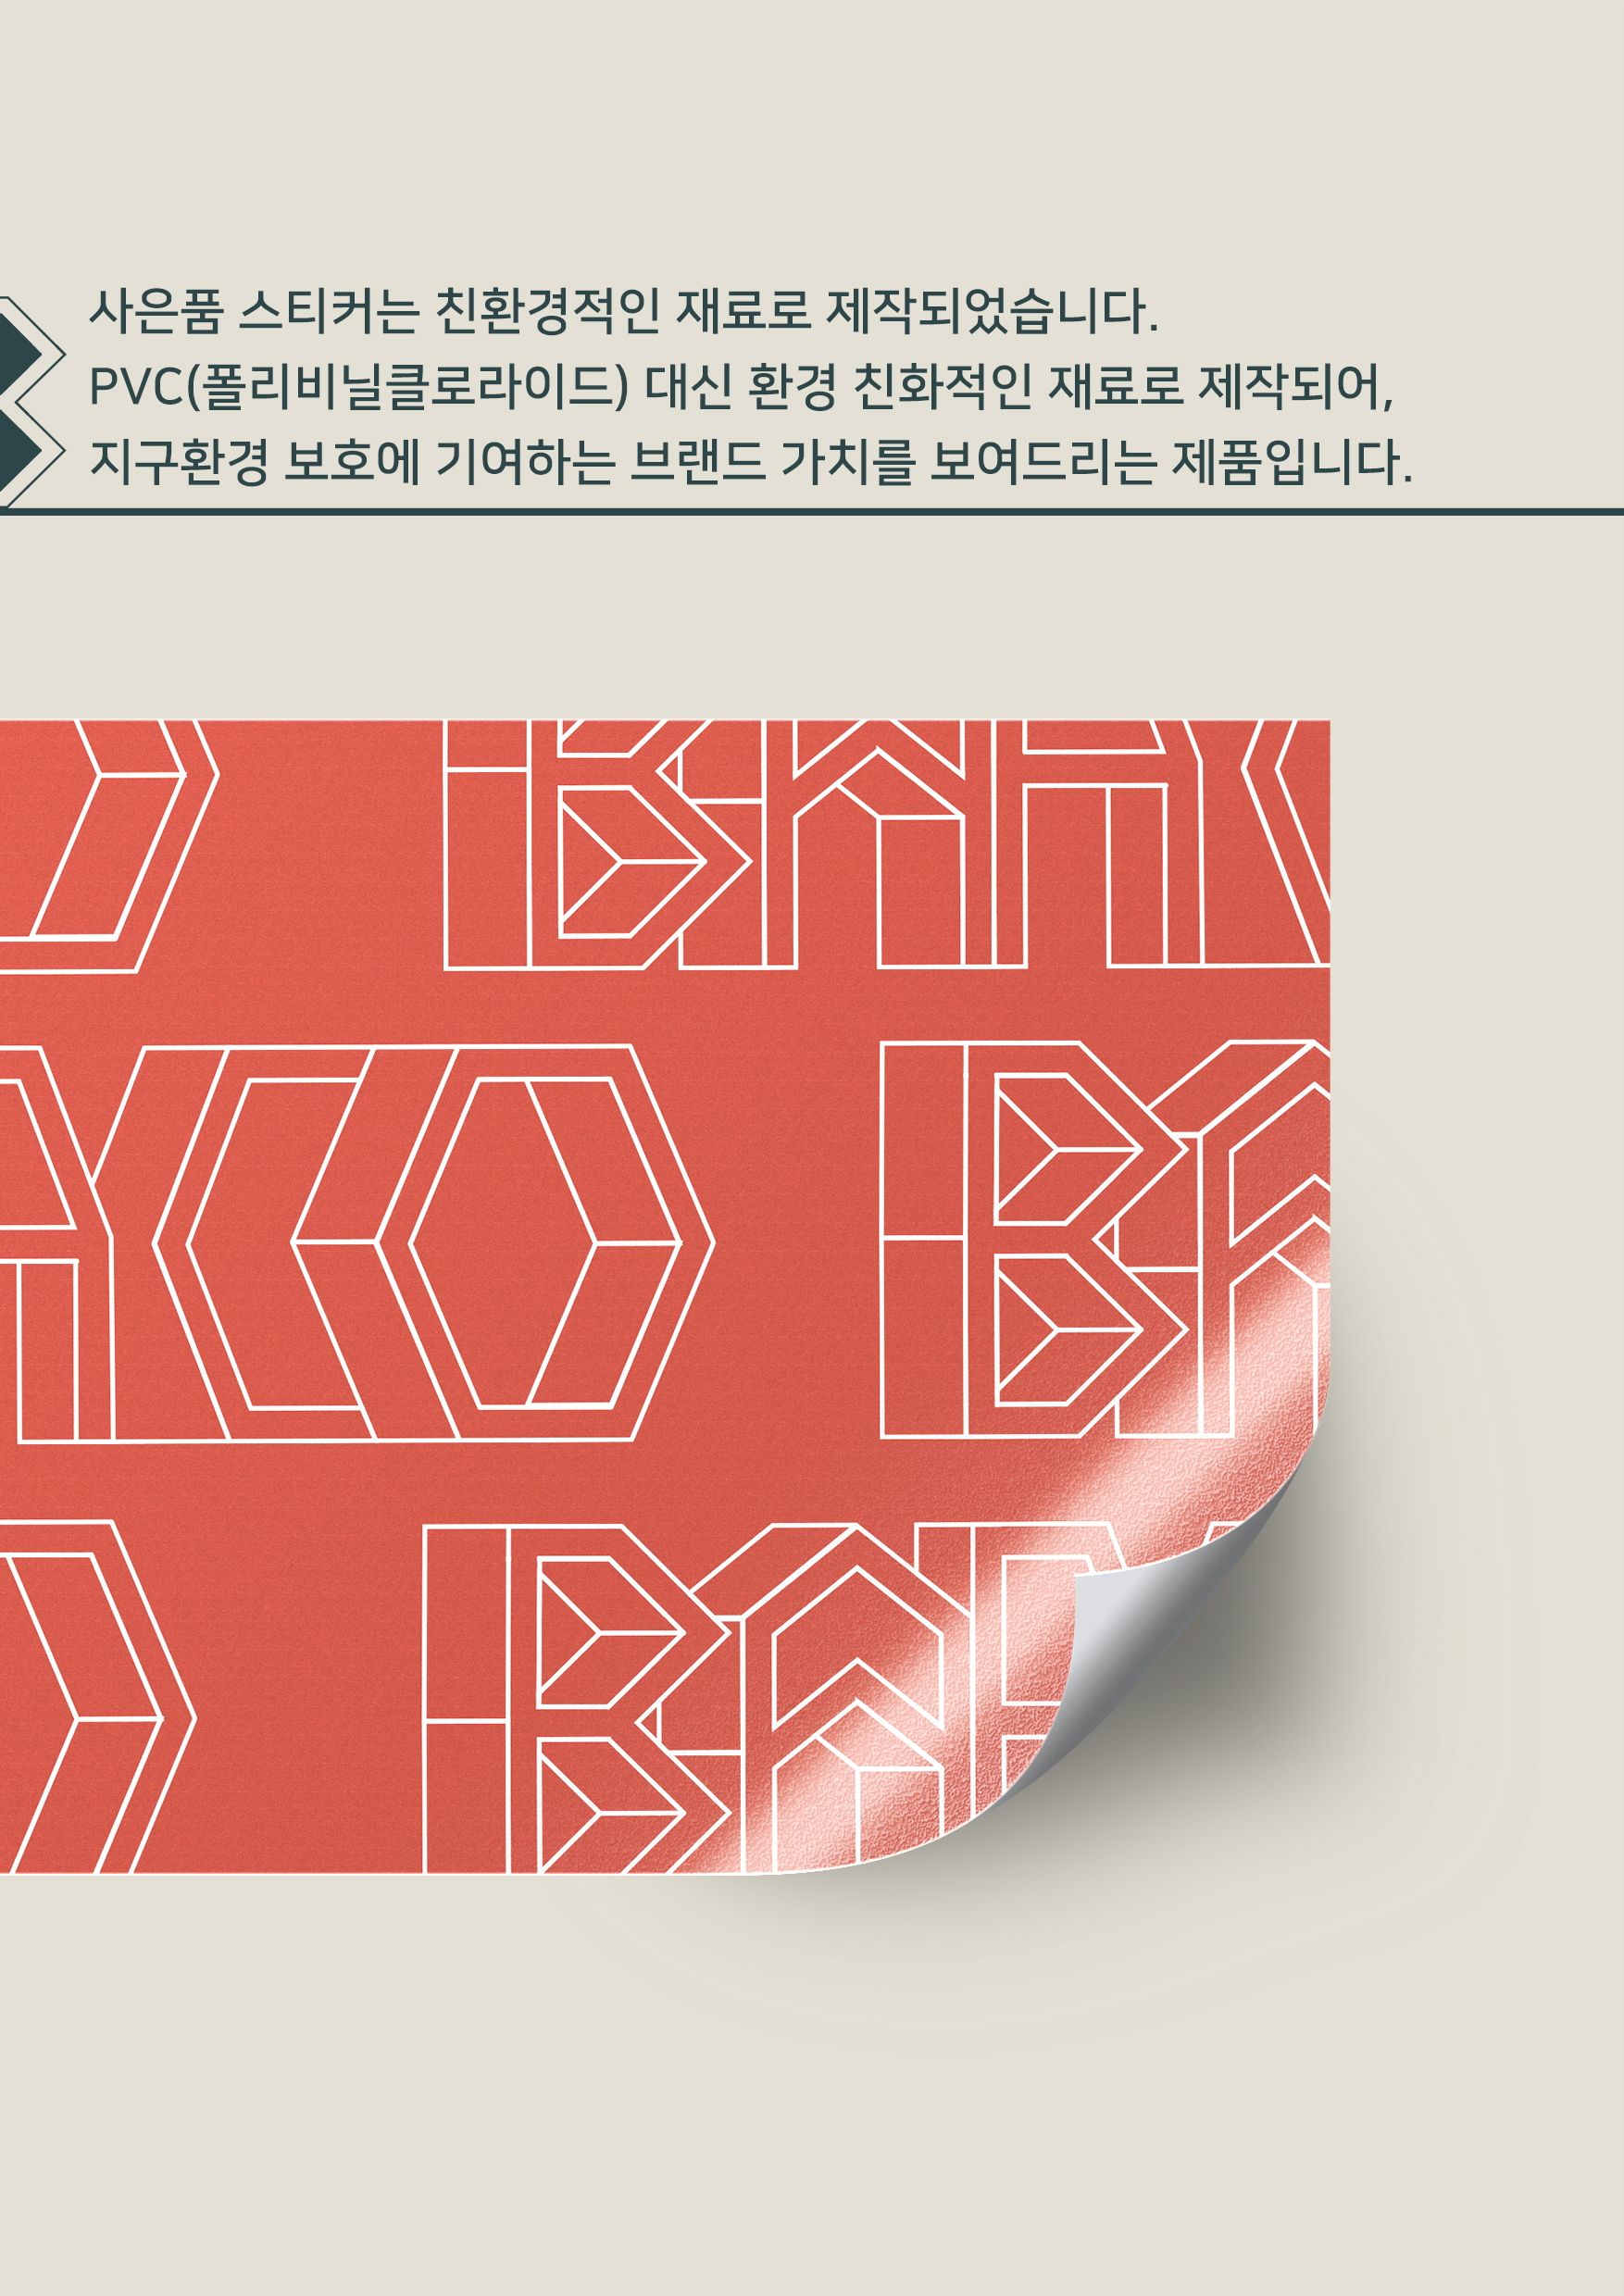 사은품 스티커는 친환경적인 재료로 제작되었습니다.
PVC(폴리비닐클로라이드) 대신 환경 친화적인 재료로 제작되어,
지구환경 보호에 기여하는 브랜드 가치를 보여드리는 제품입니다.